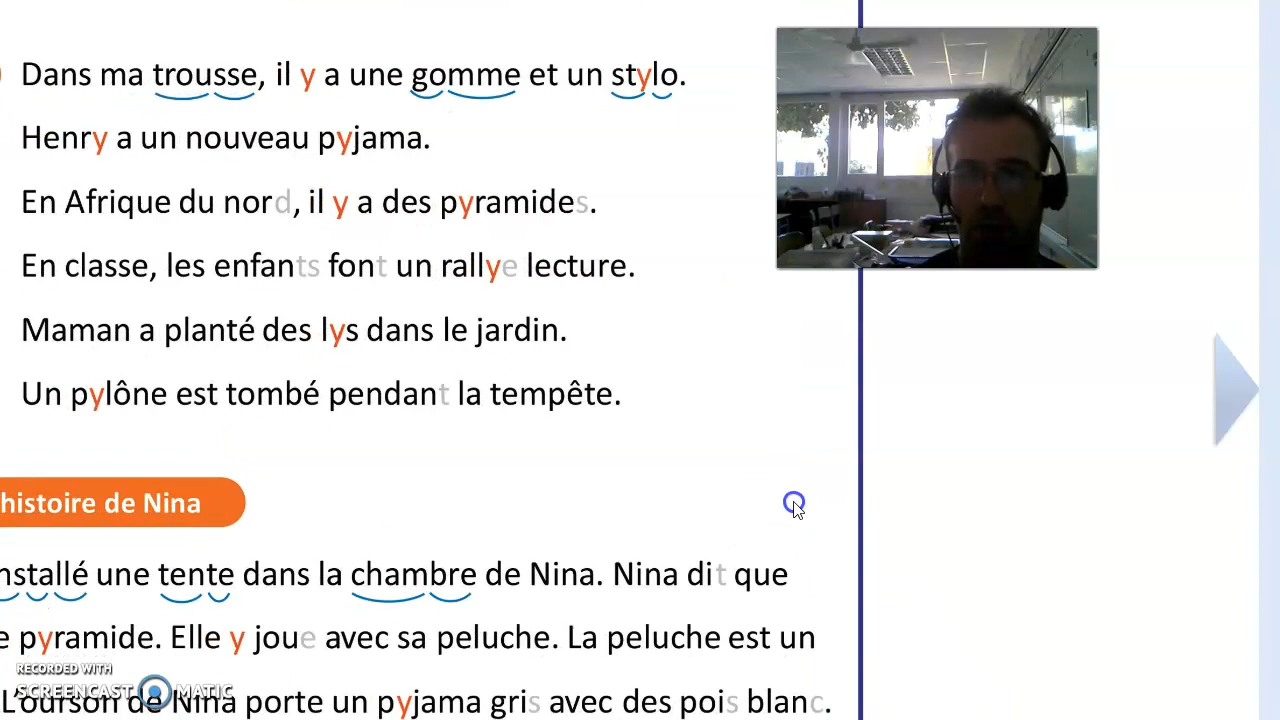 Dans ma trousse, il y a une gomme et un stylo.
Henry a un nouveau pyjama.
En Afrique du nord, il y a des pyramides.
En classe, les enfants font un rallye lecture.
Maman a planté des lys dans le jardin.
Un pylône est tombé pendant la tempête.
histoire de Nina
nstallé une tente dans la chambre de Nina. Nina dit que
e pyramide. Elle y joue avec sa peluche. La peluche est un
RECORDED WITH
SCREENCAST MATIC
L'ourson de Nina porte un pyjama gris avec des pois blanc.